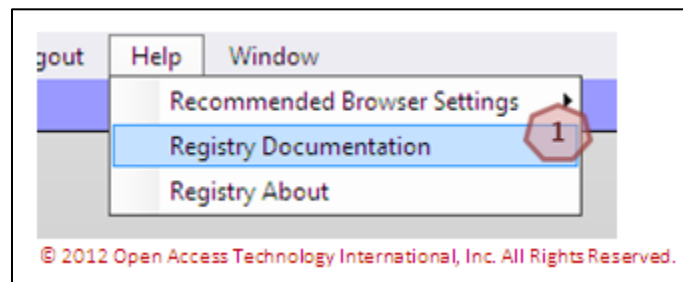 gout Help Window
Recommended Browser Settings
1
Registry Documentation
Registry About
© 2012 Open Access Technology International, Inc. All Rights Reserved.